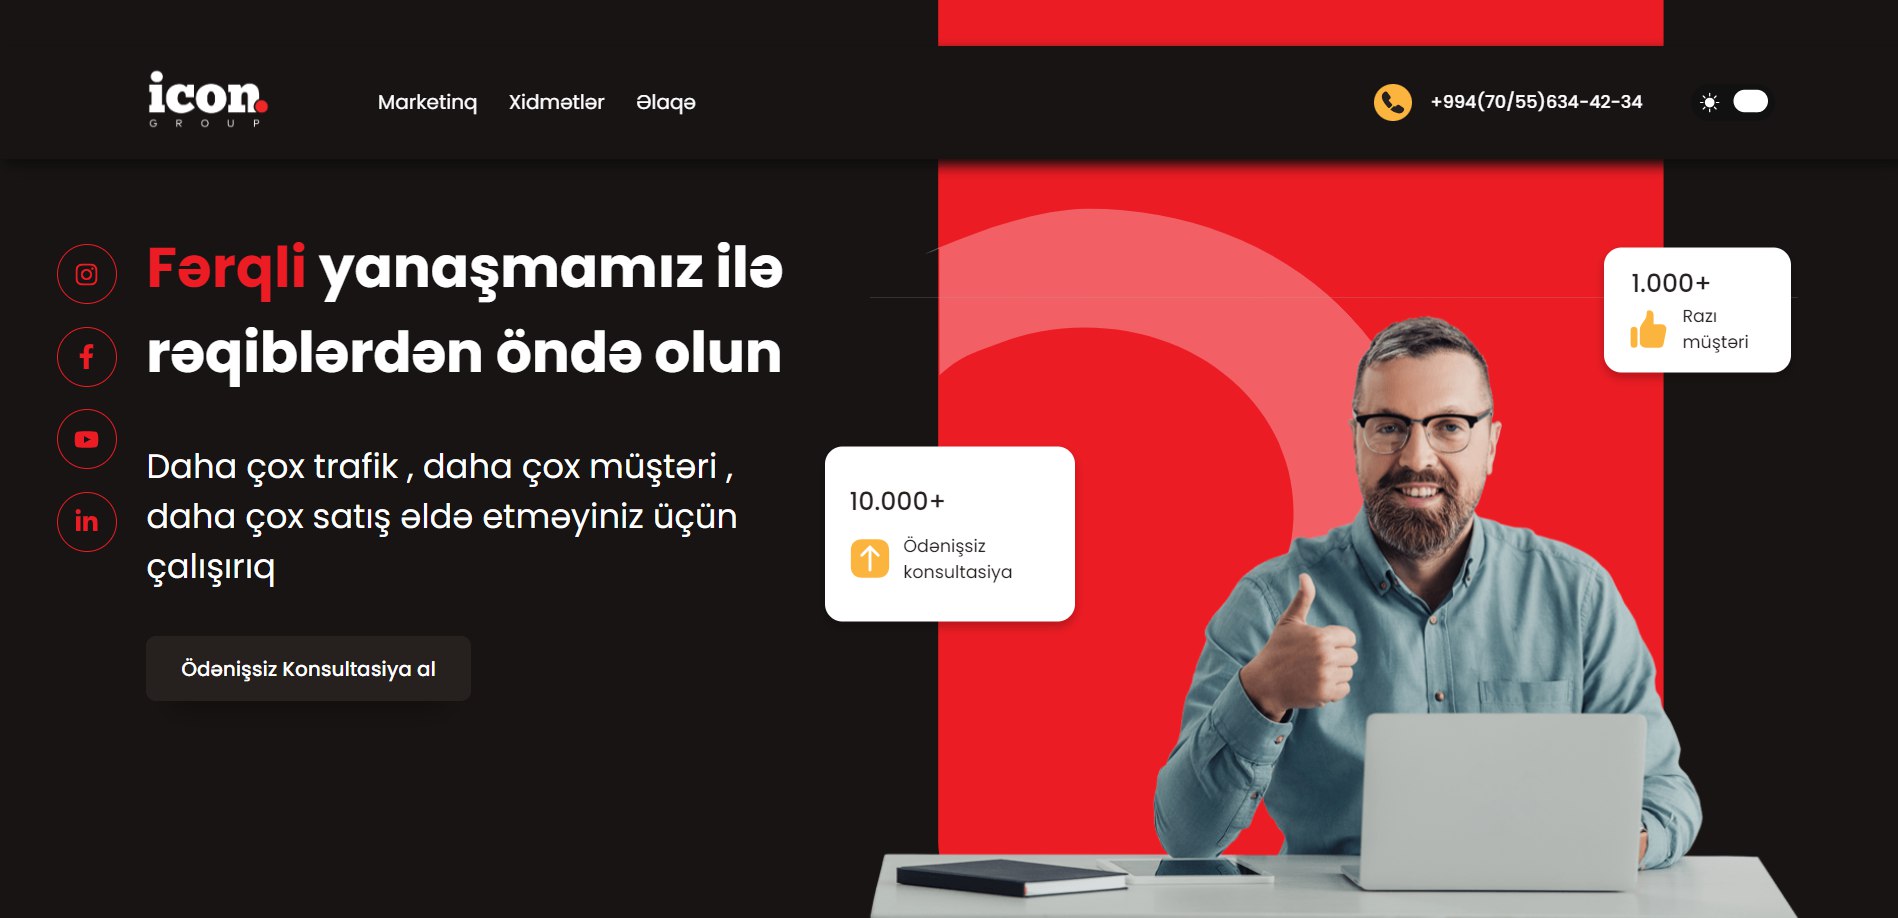 icon.
GROUP
Marketinq Xidmətlər Əlaqə
+994(70/55)634-42-34
Fərqli yanaşmamız ilə
rəqiblərdən öndə olun
Daha çox trafik , daha çox müştəri ,
daha çox satış əldə etməyiniz üçün
çalışırıq
Ödənişsiz Konsultasiya al
10.000+
Ödənişsiz
konsultasiya
1.000+
Razı
müştəri